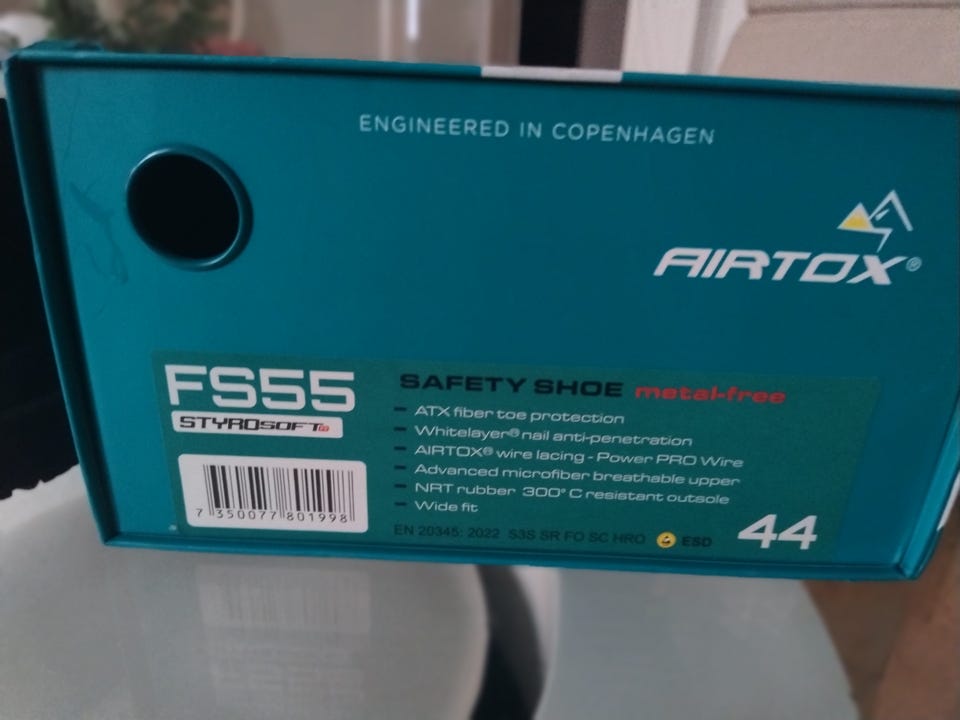 ENGINEERED IN COPENHAGEN
AIRTOX®
FS55
STYROSOFT
SAFETY SHOE metal-free
- ATX fiber toe protection
- Whitelayer® nail anti-penetration
- AIRTOX® wire lacing - Power PRO Wire
- Advanced microfiber breathable upper
- NRT rubber 300° C resistant outsole
- Wide fit
7 350077 801998
EN 20345: 2022 S3S SR FO SC HRO ESD
44